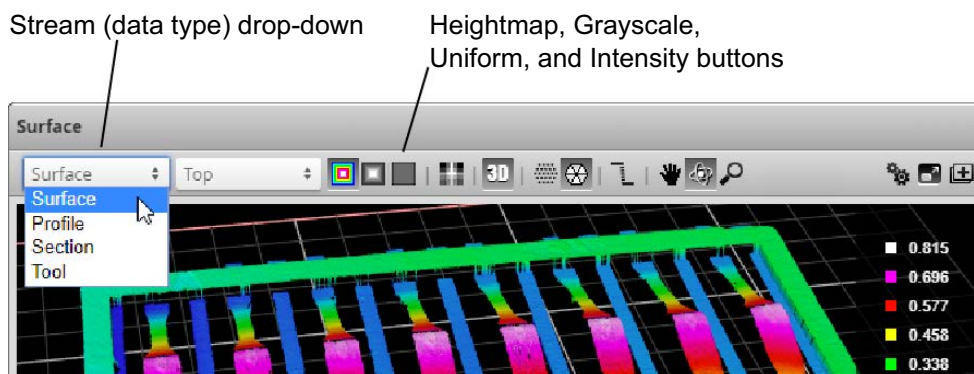 Stream (data type) drop-down
Heightmap, Grayscale,
Uniform, and Intensity buttons
Surface
Surface
Top
3D
Surface
Profile
Section
Tool
0.815
0.696
0.577
0.458
0.338